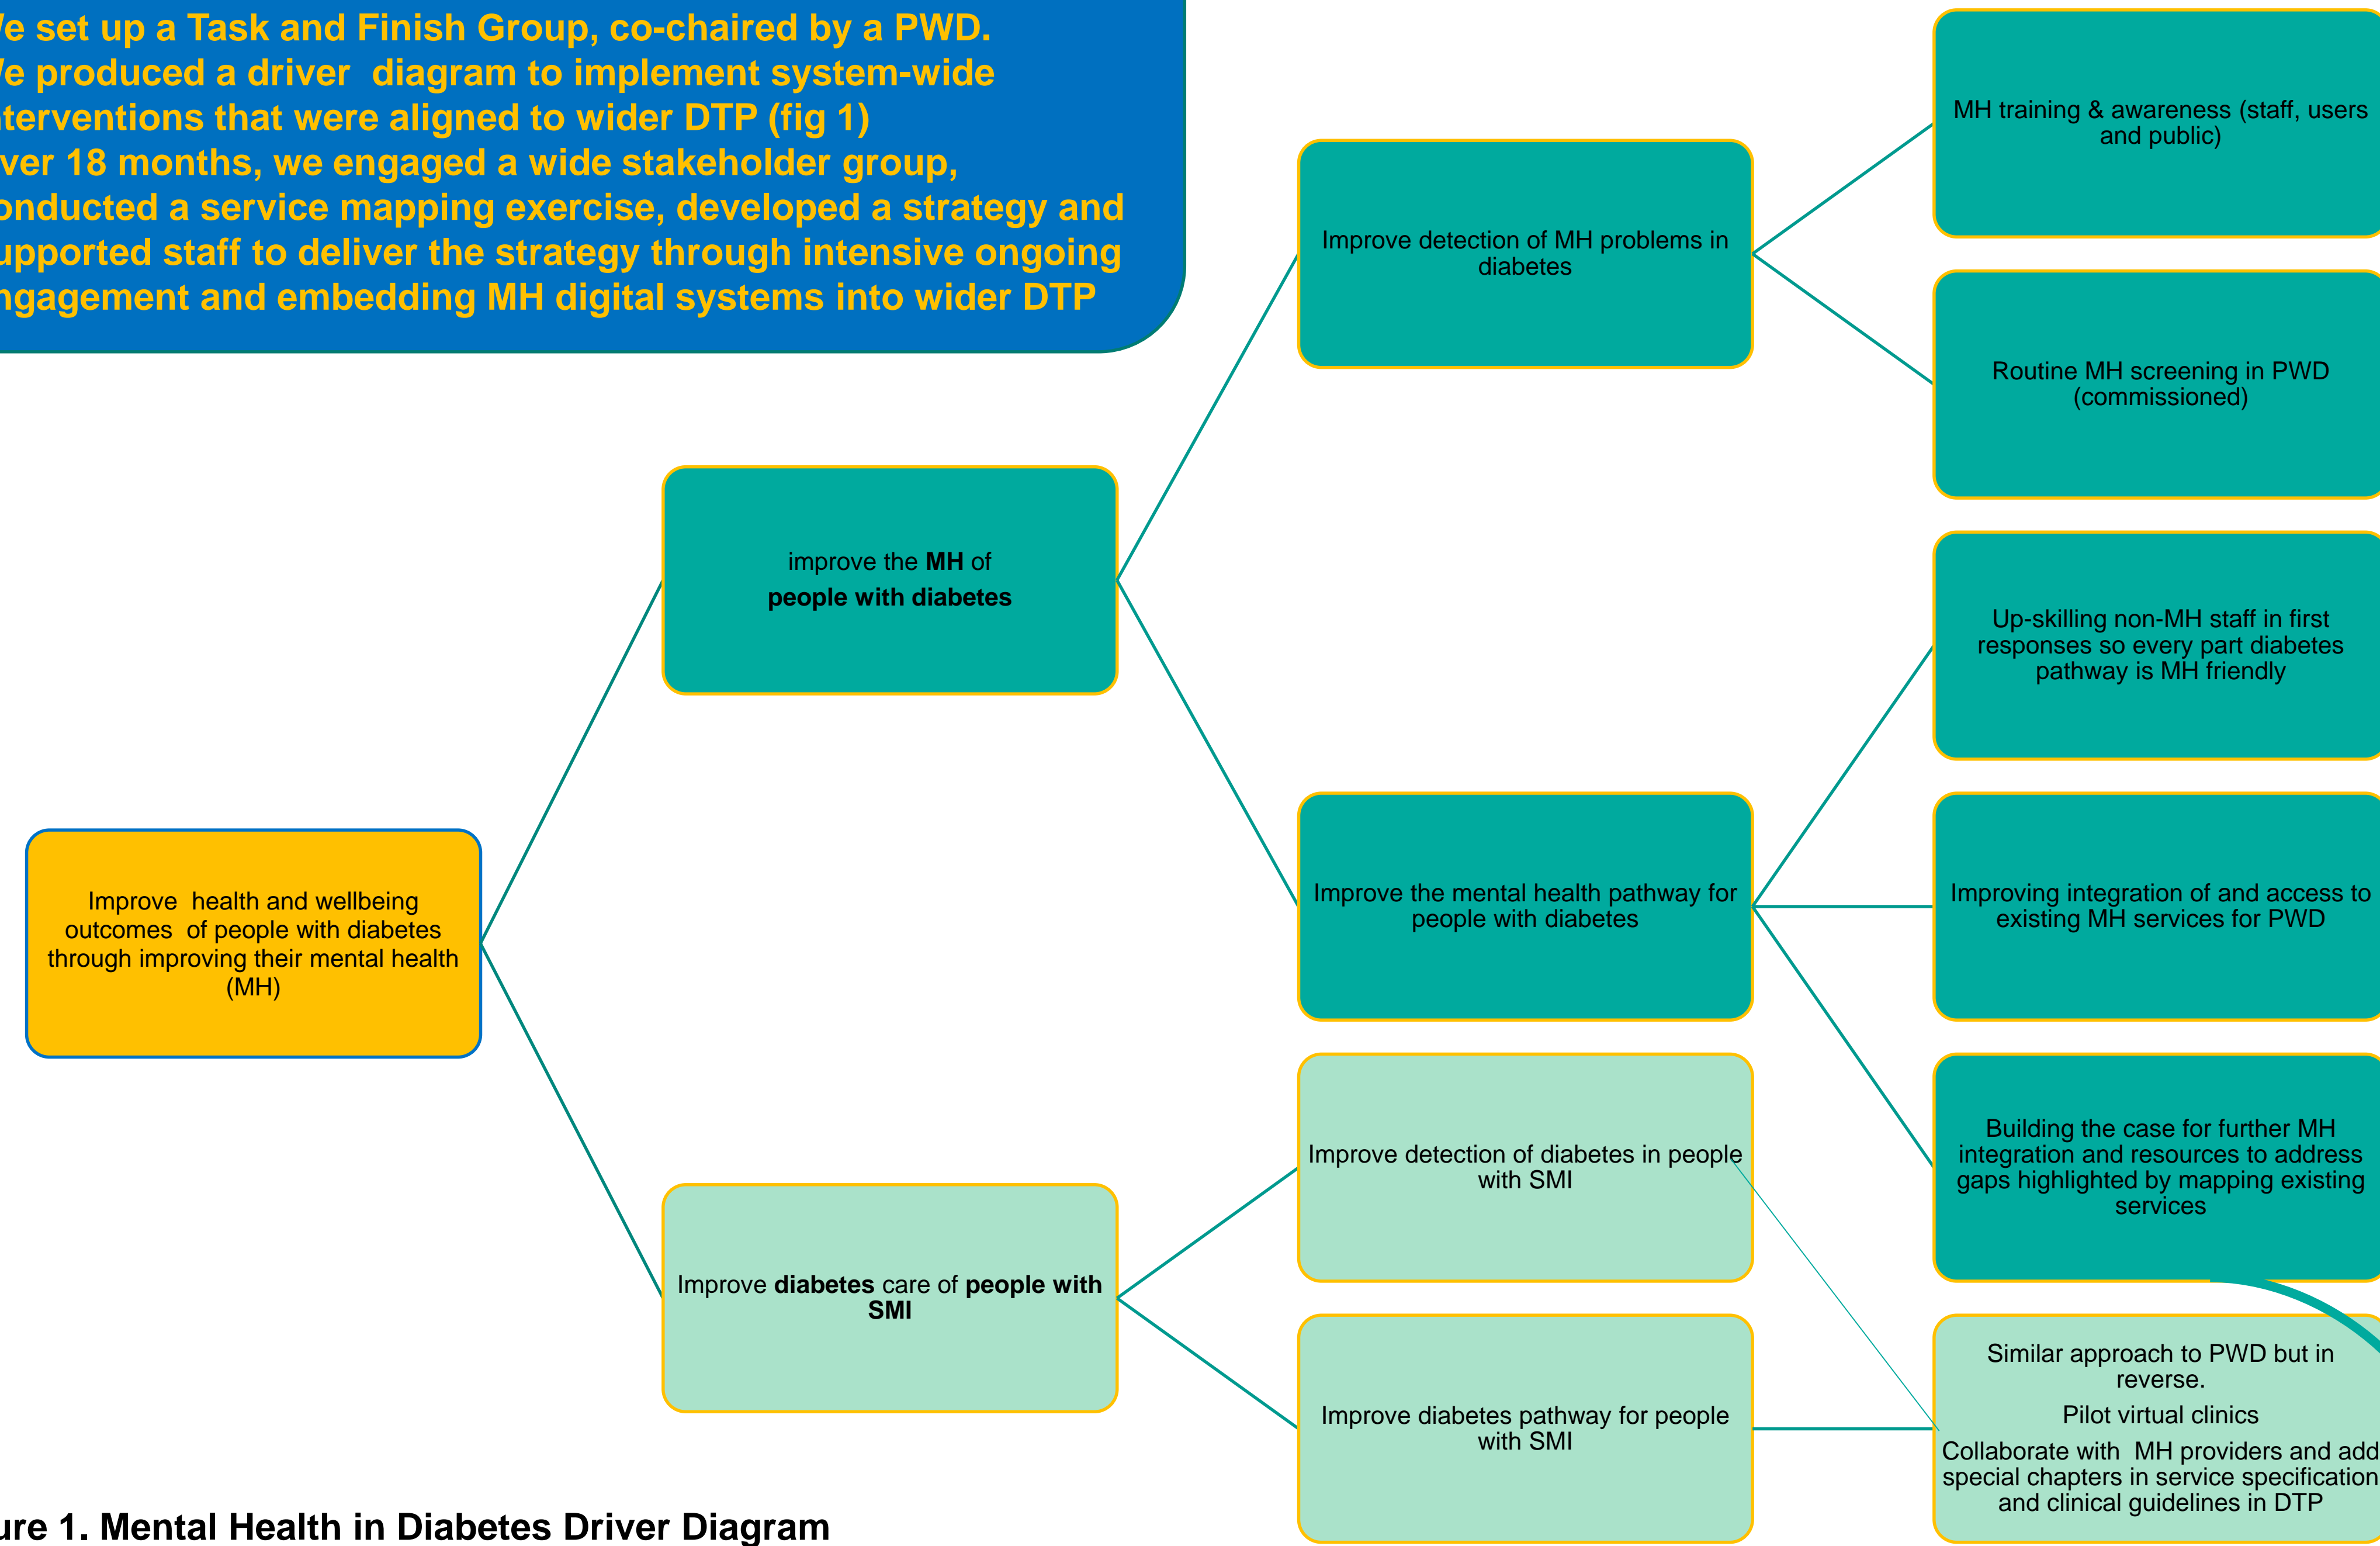 We set up a Task and Finish Group, co-chaired by a PWD.
We produced a driver diagram to implement system-wide
nterventions that were aligned to wider DTP (fig 1)
ver 18 months, we engaged a wide stakeholder group,
onducted a service mapping exercise, developed a strategy and
upported staff to deliver the strategy through intensive ongoing
ngagement and embedding MH digital systems into wider DTP
Improve health and wellbeing
outcomes of people with diabetes
through improving their mental health
(MH)
improve the MH of
people with diabetes
Improve diabetes care of people with
SMI
Improve detection of MH problems in
diabetes
Improve the mental health pathway for
people with diabetes
Improve detection of diabetes in people
with SMI
Improve diabetes pathway for people
with SMI
MH training & awareness (staff, users
and public)
Routine MH screening in PWD
(commissioned)
Up-skilling non-MH staff in first
responses so every part diabetes
pathway is MH friendly
Improving integration of and access to
existing MH services for PWD
Building the case for further MH
integration and resources to address
gaps highlighted by mapping existing
services
Similar approach to PWD but in
reverse.
Pilot virtual clinics
Collaborate with MH providers and add
special chapters in service specification
and clinical guidelines in DTP
ure 1. Mental Health in Diabetes Driver Diagram